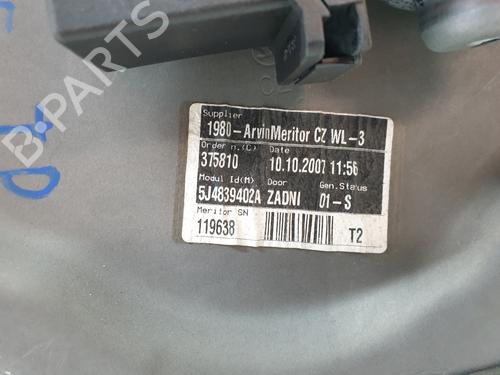 B-PARTS
Supplier
1980-ArvinMeritor CZ WL-3
Order n.(C) Date
375810 10.10.2007 11:56
Modul Id(M) Door Gen.Status
5J4839402A ZADNI 01-S
Meritor SN
119638 T2